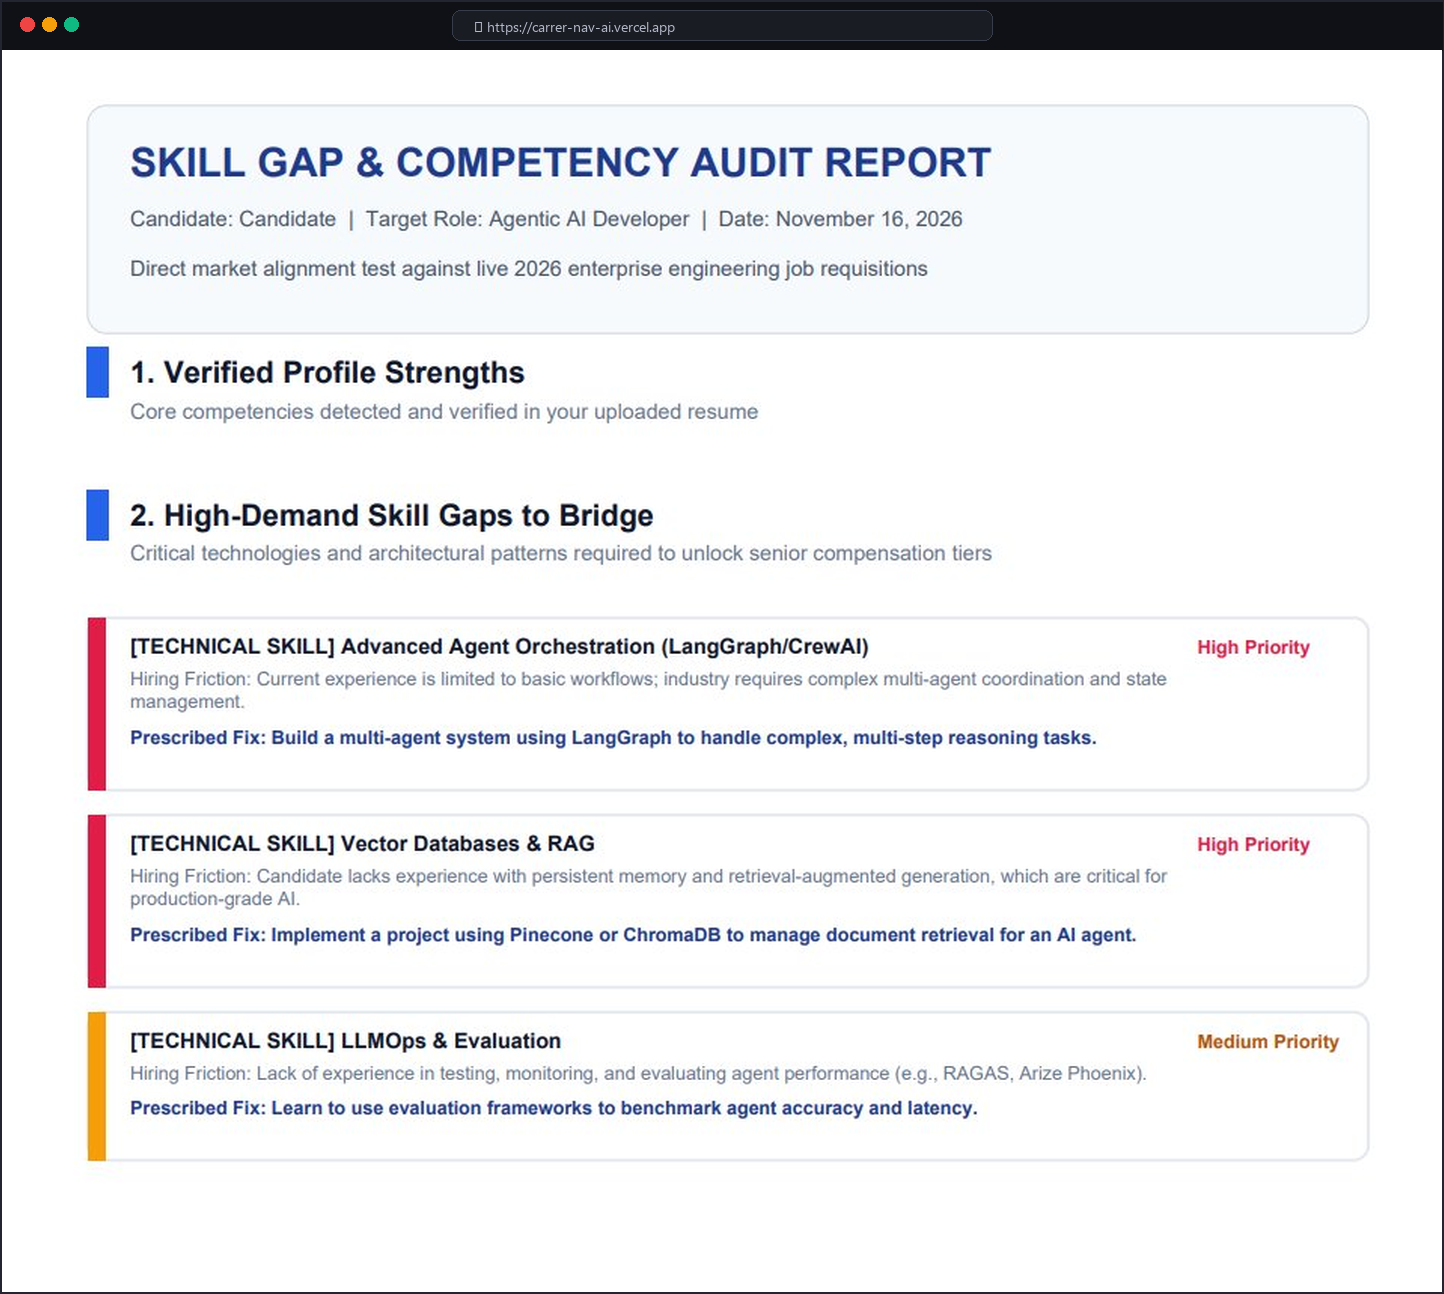 https://carrer-nav-ai.vercel.app
SKILL GAP & COMPETENCY AUDIT REPORT
Candidate: Candidate | Target Role: Agentic AI Developer | Date: November 16, 2026
Direct market alignment test against live 2026 enterprise engineering job requisitions
1. Verified Profile Strengths
Core competencies detected and verified in your uploaded resume
2. High-Demand Skill Gaps to Bridge
Critical technologies and architectural patterns required to unlock senior compensation tiers
[TECHNICAL SKILL] Advanced Agent Orchestration (LangGraph/CrewAI)
High Priority
Hiring Friction: Current experience is limited to basic workflows; industry requires complex multi-agent coordination and state
management.
Prescribed Fix: Build a multi-agent system using LangGraph to handle complex, multi-step reasoning tasks.
[TECHNICAL SKILL] Vector Databases & RAG
High Priority
Hiring Friction: Candidate lacks experience with persistent memory and retrieval-augmented generation, which are critical for
production-grade AI.
Prescribed Fix: Implement a project using Pinecone or ChromaDB to manage document retrieval for an AI agent.
[TECHNICAL SKILL] LLMOps & Evaluation
Medium Priority
Hiring Friction: Lack of experience in testing, monitoring, and evaluating agent performance (e.g., RAGAS, Arize Phoenix).
Prescribed Fix: Learn to use evaluation frameworks to benchmark agent accuracy and latency.